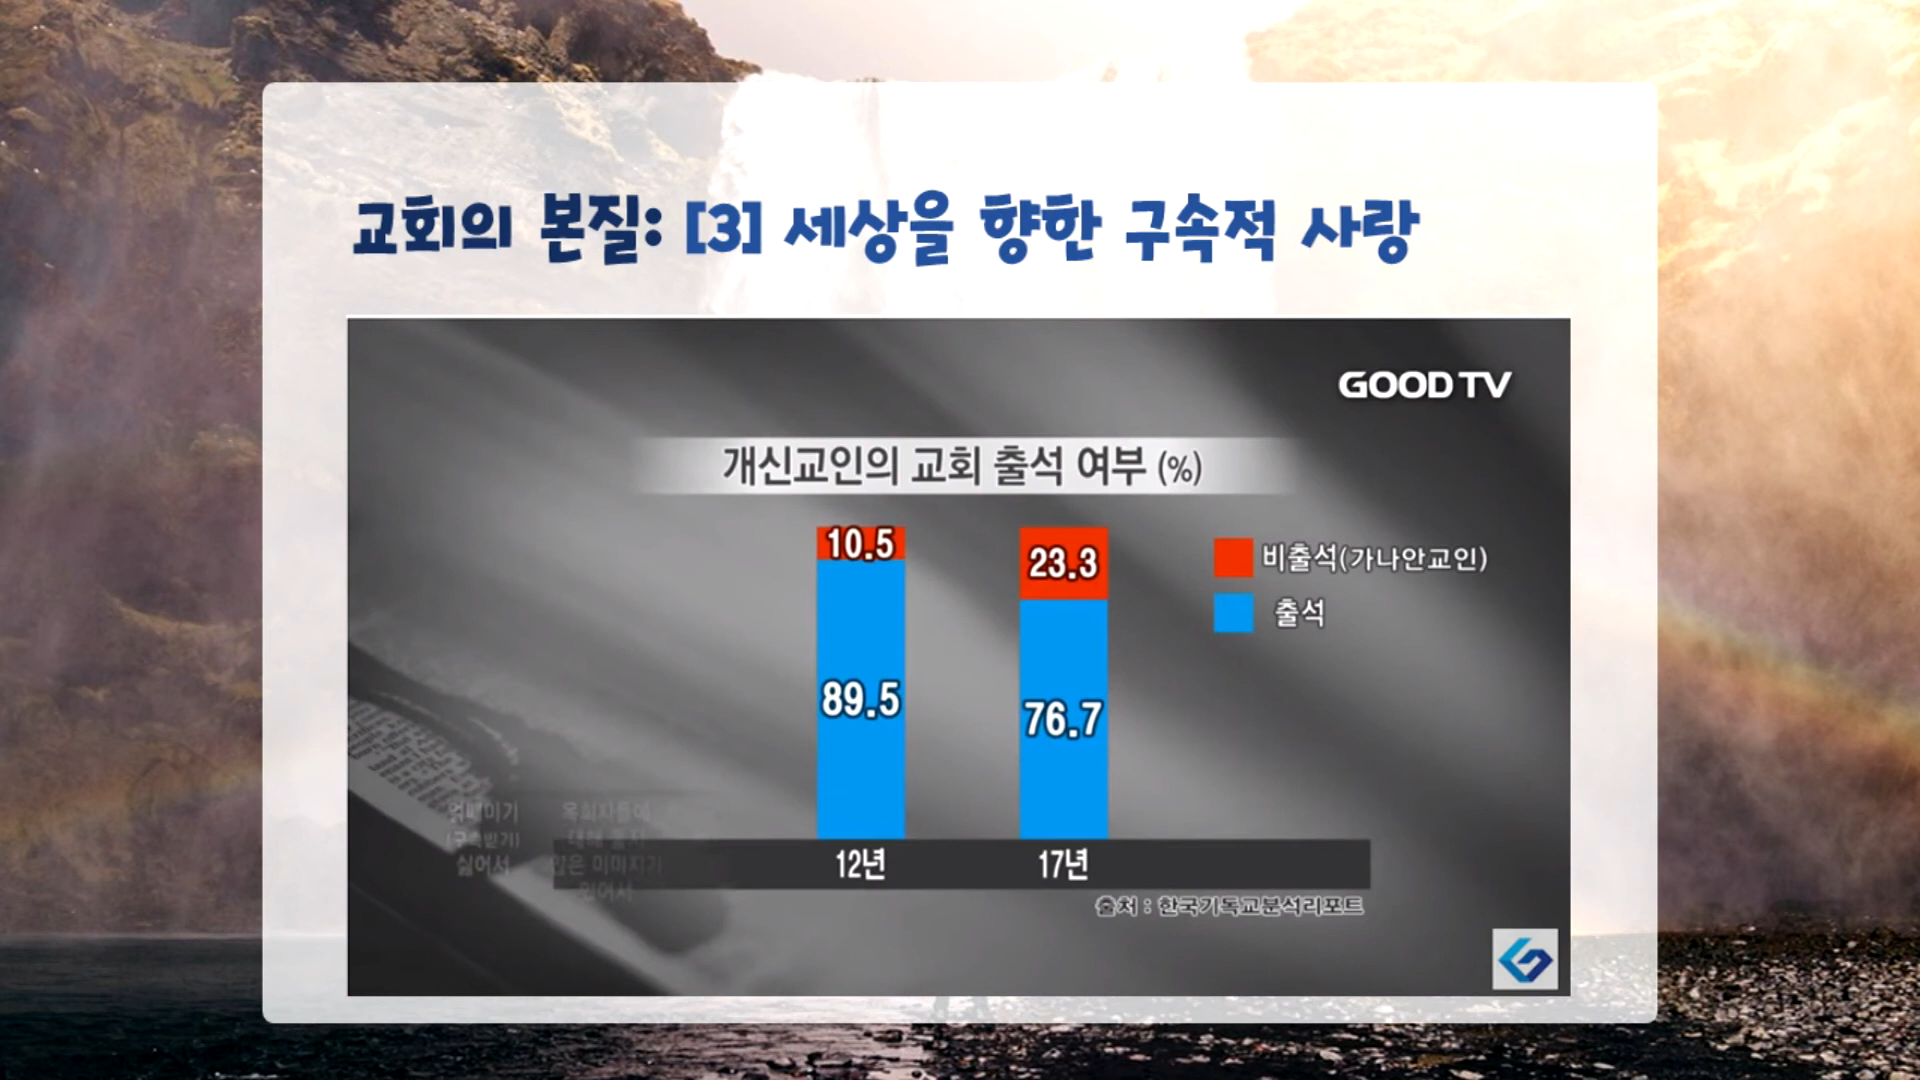 교회의 본질: [3] 세상을 향한 구속적 사랑
GOOD TV
개신교인의 교회 출석 여부 (%)
10.5
23.3
비출석(가나안교인)
출석
89.5
76.7
싫어서
12년
17년
출처 : 한국기독교분석리포트